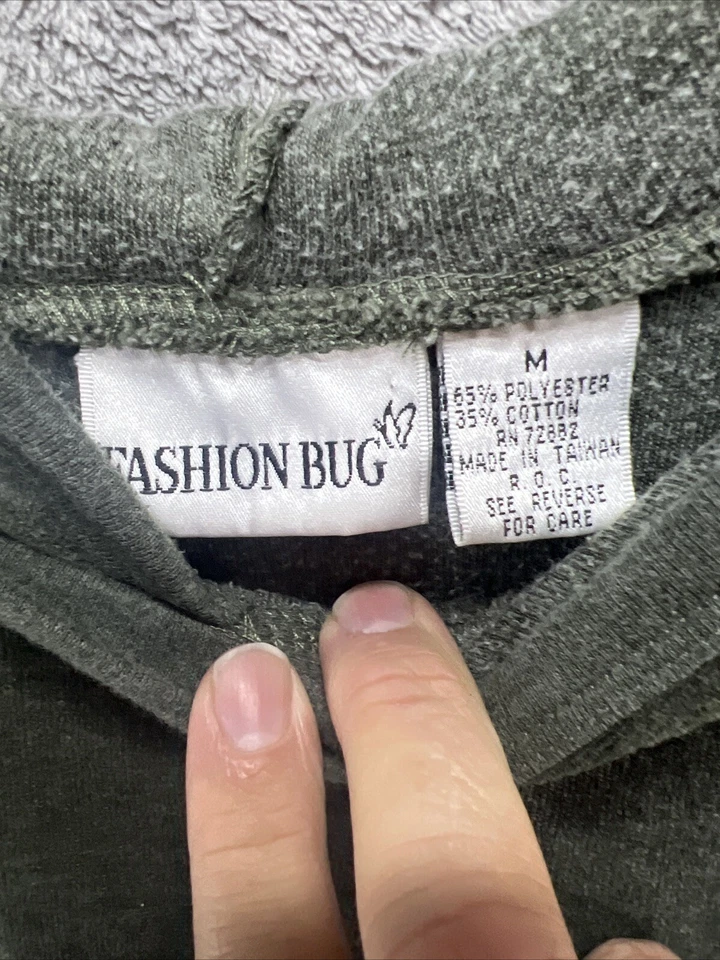 FASHION BUG
M
65% POLYESTER
35% COTTON
RN 72882
MADE IN TAIWAN
R. O. C.
SEE REVERSE
FOR CARE